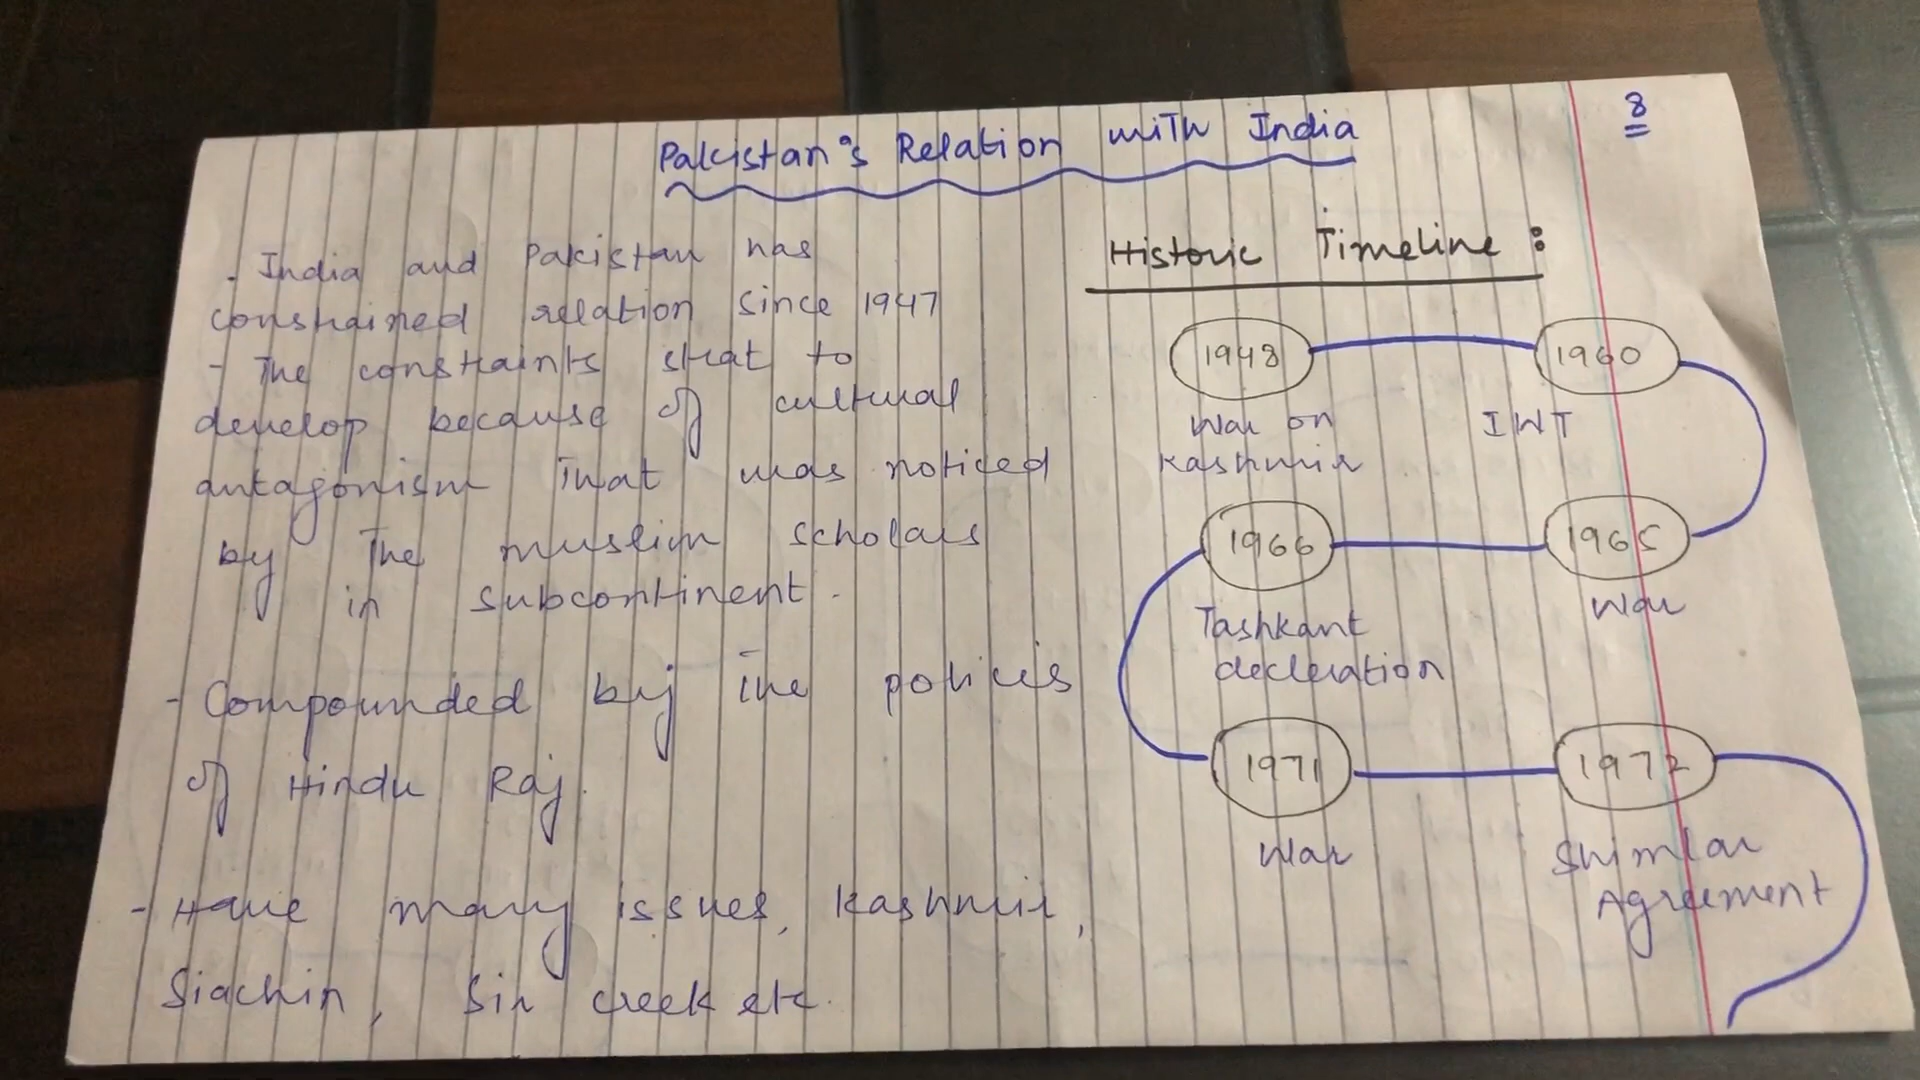 Pakistan's Relation with India
8
. India and Pakistan has
constrained relation since 1947
- The constraints strat to
develop because of cultural
antagonism that was noticed
by the muslim scholars
in subcontinent.
- Compounded by the policies
of Hindu Raj.
- Have many issues, Kashmir,
Siachin, Sir creek etc.
Historic Timeline :
1948
1960
War on
Kashmir
IWT
1966
1965
Tashkant
decleration
War
1971
1972
War
Shimlar
Agreement